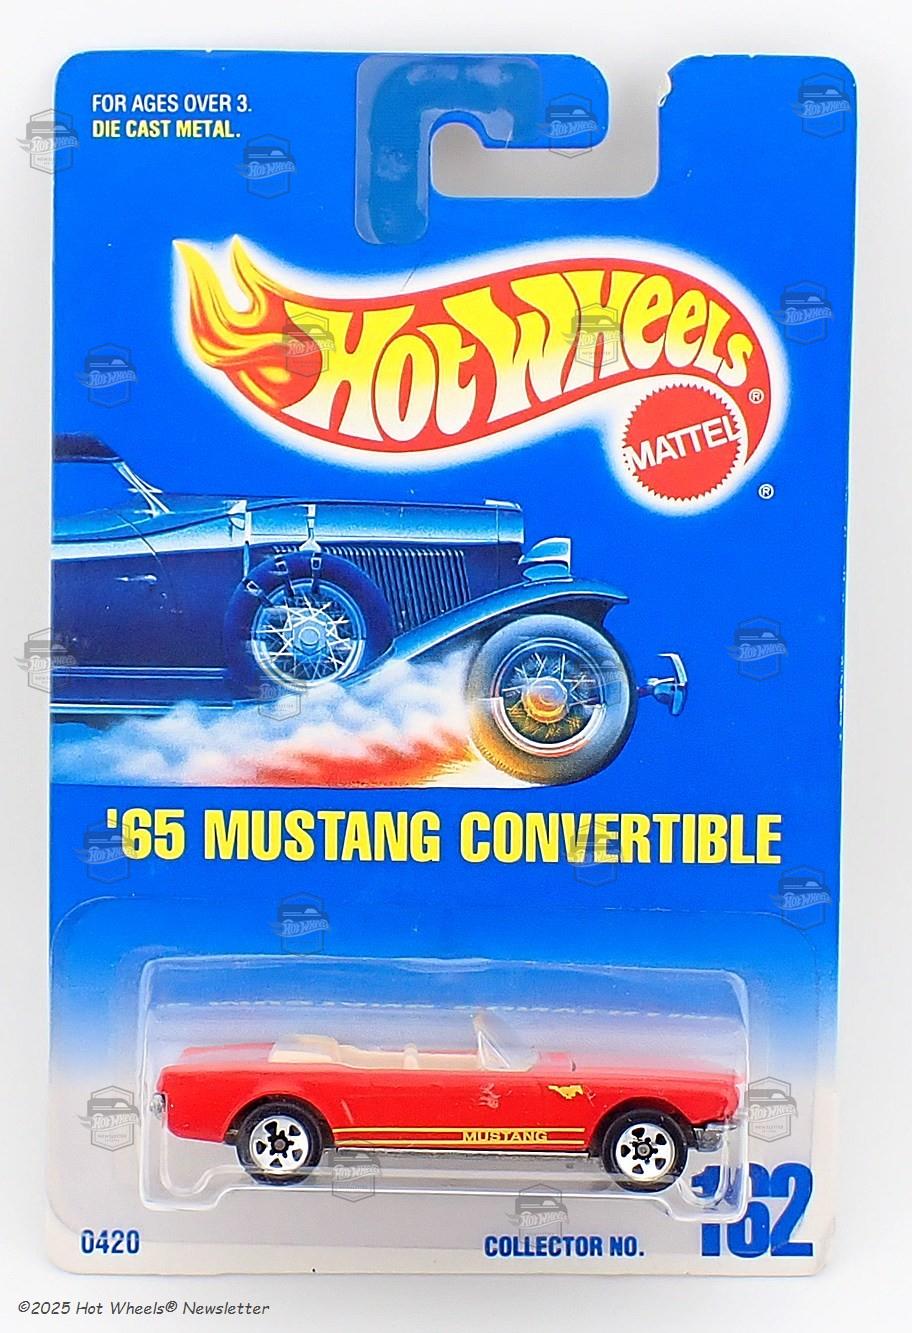 FOR AGES OVER 3.
DIE CAST METAL.
HOT WHEELS ®
MATTEL
®
'65 MUSTANG CONVERTIBLE
MUSTANG
0420
COLLECTOR NO. 162
©2025 Hot Wheels® Newsletter